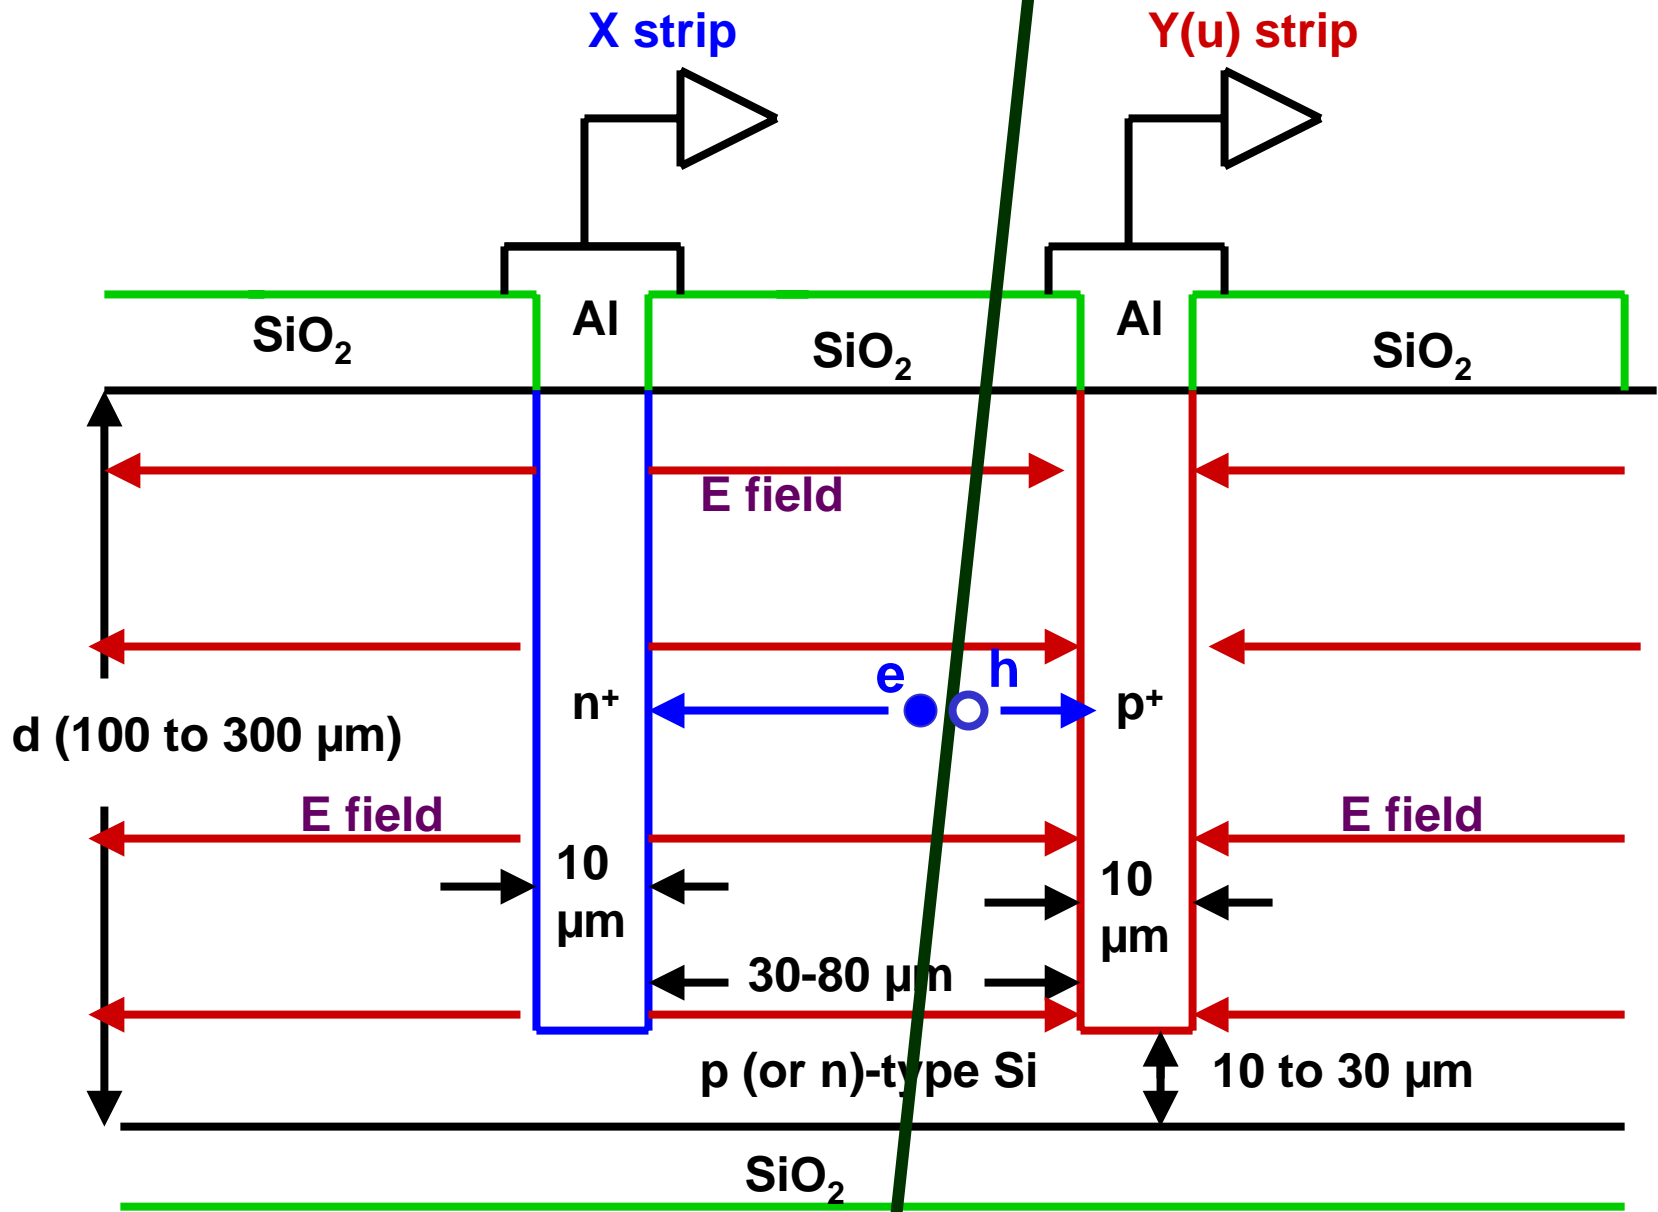 X strip
Y(u) strip
Al
Al
SiO₂
SiO₂
SiO₂
E field
e
h
n⁺
p⁺
d (100 to 300 µm)
E field
E field
10
µm
10
µm
30-80 µm
p (or n)-type Si
10 to 30 µm
SiO₂